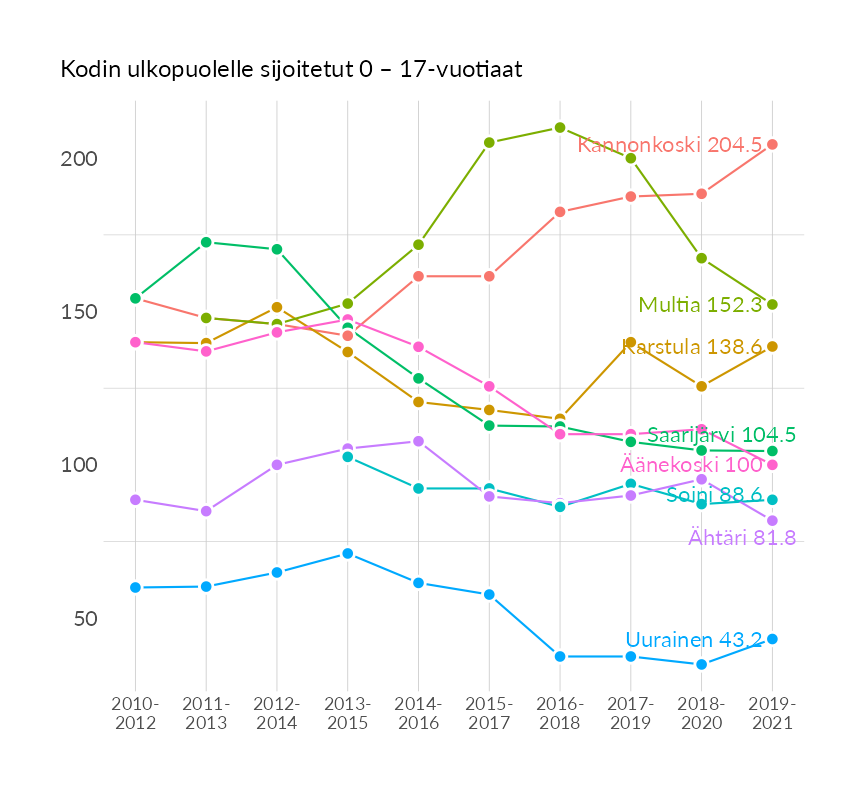 Kodin ulkopuolelle sijoitetut 0 – 17-vuotiaat
200
150
100
50
Kannonkoski 204.5
Multia 152.3
Karstula 138.6
Saarijärvi 104.5
Äänekoski 100
Soini 88.6
Ähtäri 81.8
Uurainen 43.2
2010-
2012
2011-
2013
2012-
2014
2013-
2015
2014-
2016
2015-
2017
2016-
2018
2017-
2019
2018-
2020
2019-
2021